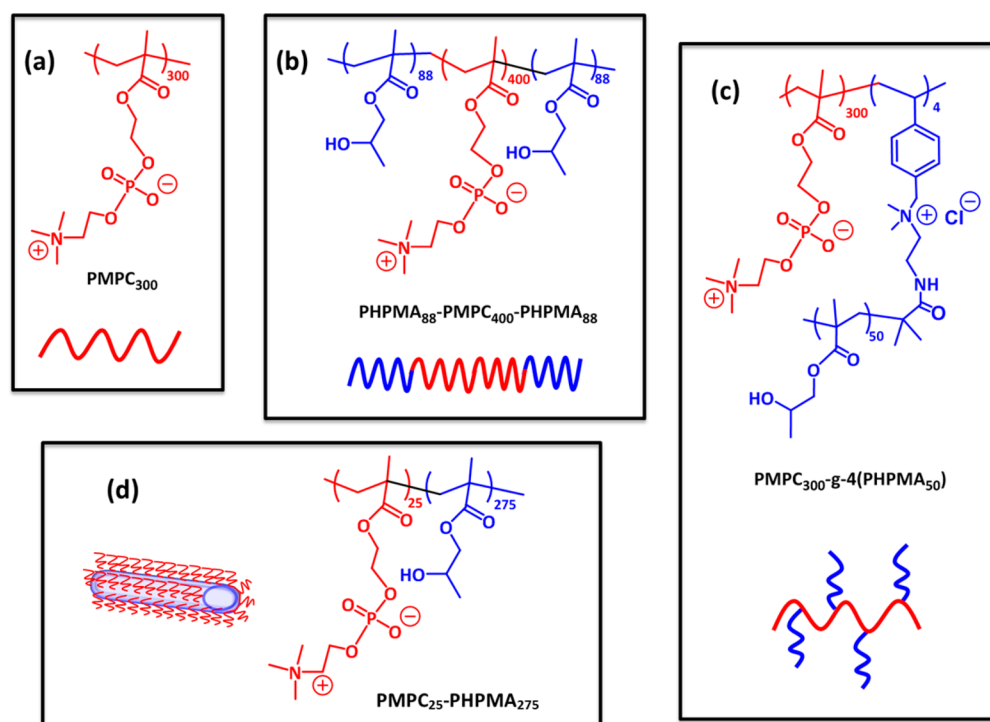 (a)
300
O
O
O
O
P
O
O
−
N
+
PMPC300
(b)
88
400
88
O
O
HO
O
O
O
O
HO
O
O
P
O
O
−
N
+
PHPMA88-PMPC400-PHPMA88
(c)
300
4
O
O
O
O
P
O
O
−
N
+
N
+
Cl
−
NH
O
50
O
O
HO
PMPC300-g-4(PHPMA50)
(d)
25
275
O
O
O
O
HO
O
O
P
O
O
−
N
+
PMPC25-PHPMA275